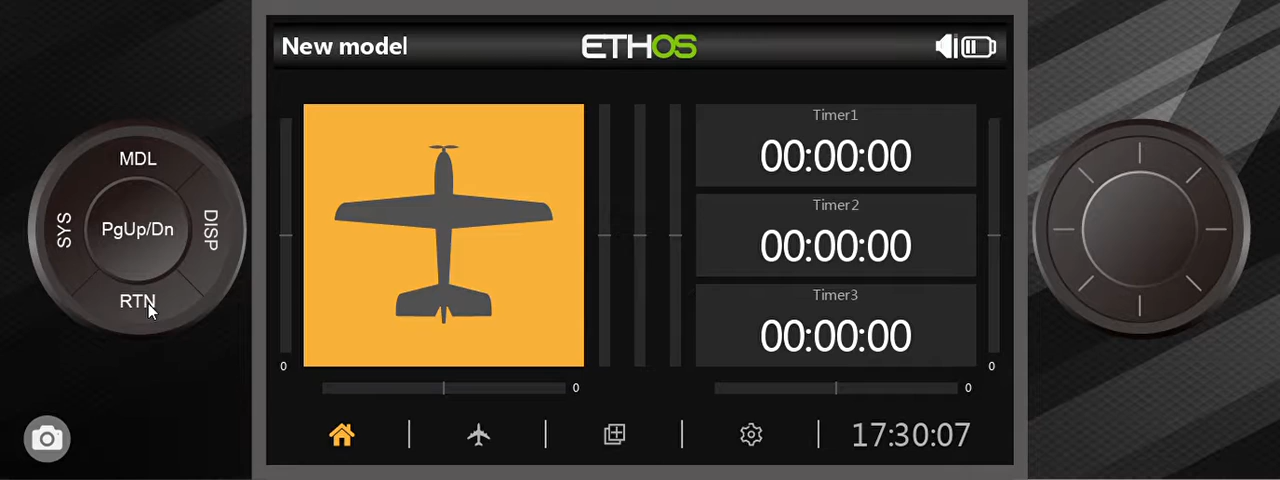 New model
ETHOS
MDL
SYS
PgUp/Dn
DISP
RTN
Timer1
00:00:00
Timer2
00:00:00
Timer3
00:00:00
0
0
0
0
17:30:07